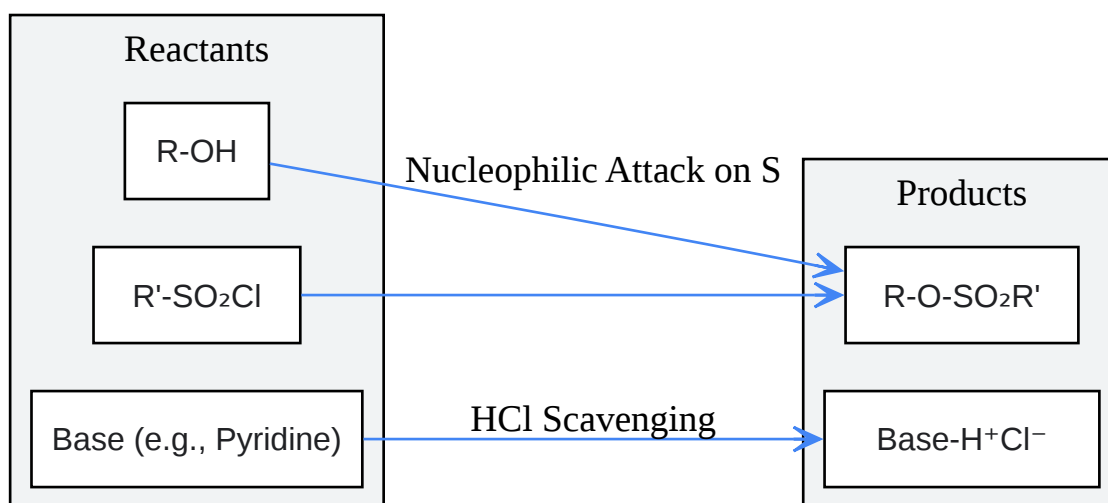 Reactants
R-OH
Nucleophilic Attack on S
Products
R'-SO₂Cl
R-O-SO₂R'
Base (e.g., Pyridine)
HCl Scavenging
Base-H⁺Cl⁻